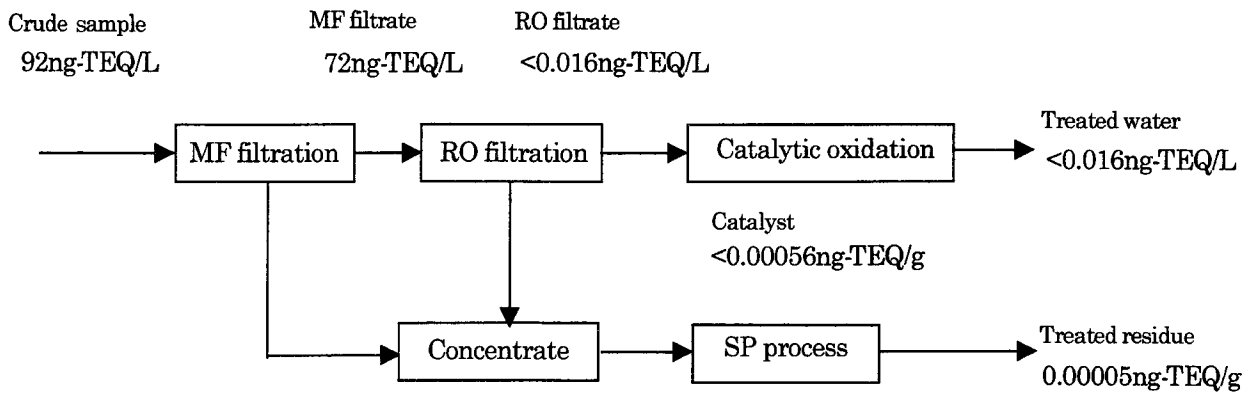 Crude sample
92ng-TEQ/L
MF filtrate
72ng-TEQ/L
RO filtrate
<0.016ng-TEQ/L
MF filtration
RO filtration
Catalytic oxidation
Treated water
<0.016ng-TEQ/L
Catalyst
<0.00056ng-TEQ/g
Concentrate
SP process
Treated residue
0.00005ng-TEQ/g